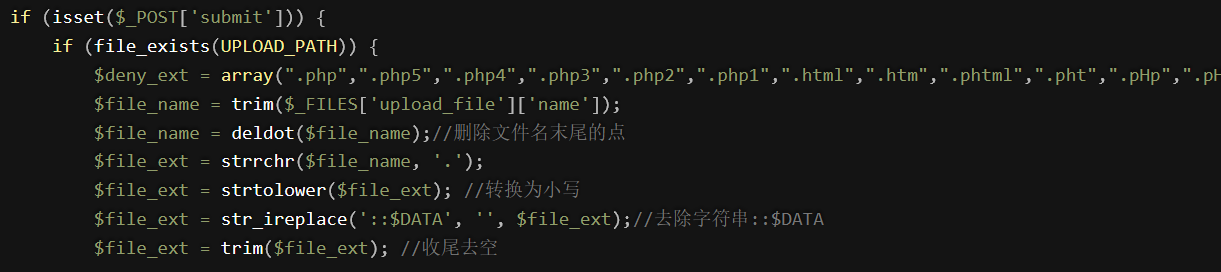 if (isset($_POST['submit'])) {
if (file_exists(UPLOAD_PATH)) {
$deny_ext = array(".php",".php5",".php4",".php3",".php2",".php1",".html",".htm",".phtml",".pht",".pHp",".pH
$file_name = trim($_FILES['upload_file']['name']);
$file_name = deldot($file_name);//删除文件名末尾的点
$file_ext = strrchr($file_name, '.');
$file_ext = strtolower($file_ext); //转换为小写
$file_ext = str_ireplace('::$DATA', '', $file_ext);//去除字符串::$DATA
$file_ext = trim($file_ext); //收尾去空